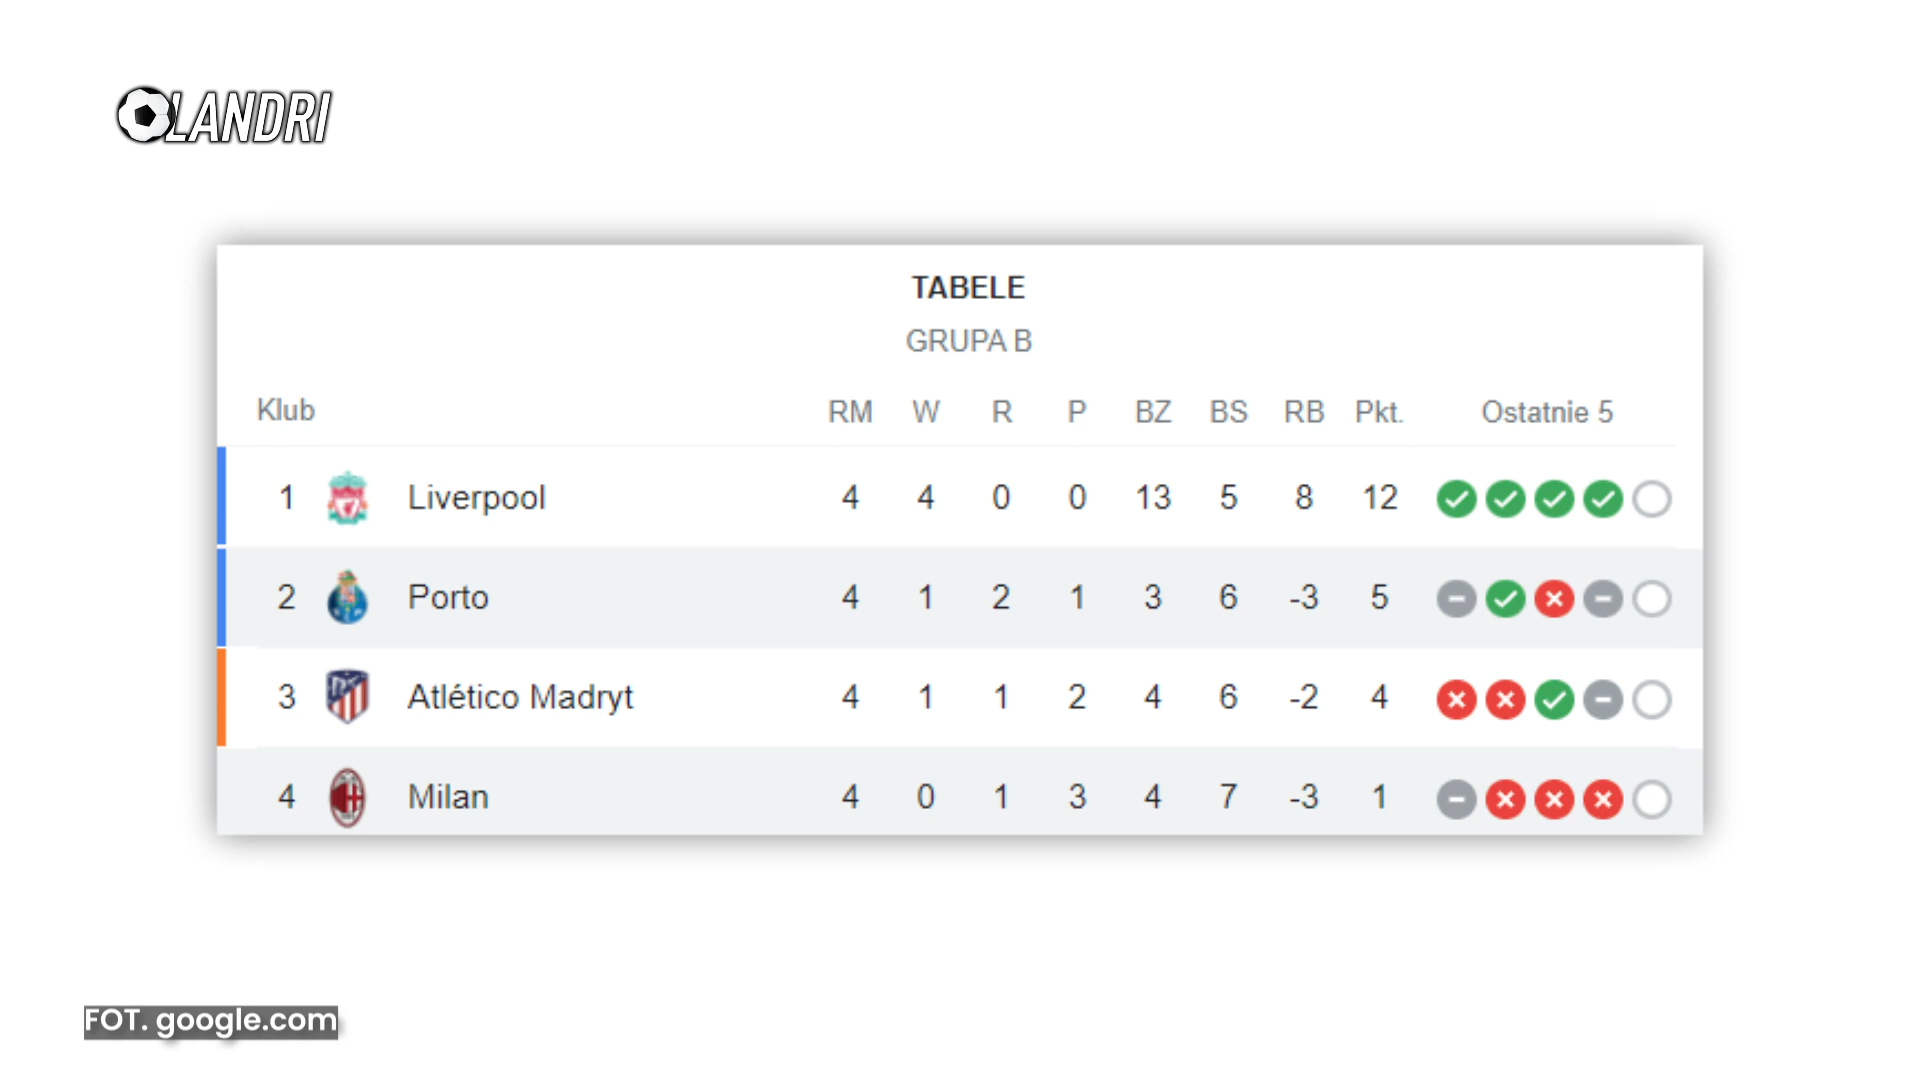 LANDRI
TABELE
GRUPA B
Klub RM W R P BZ BS RB Pkt. Ostatnie 5
1 Liverpool 4 4 0 0 13 5 8 12
2 Porto 4 1 2 1 3 6 -3 5
3 Atlético Madryt 4 1 1 2 4 6 -2 4
4 Milan 4 0 1 3 4 7 -3 1
FOT. google.com